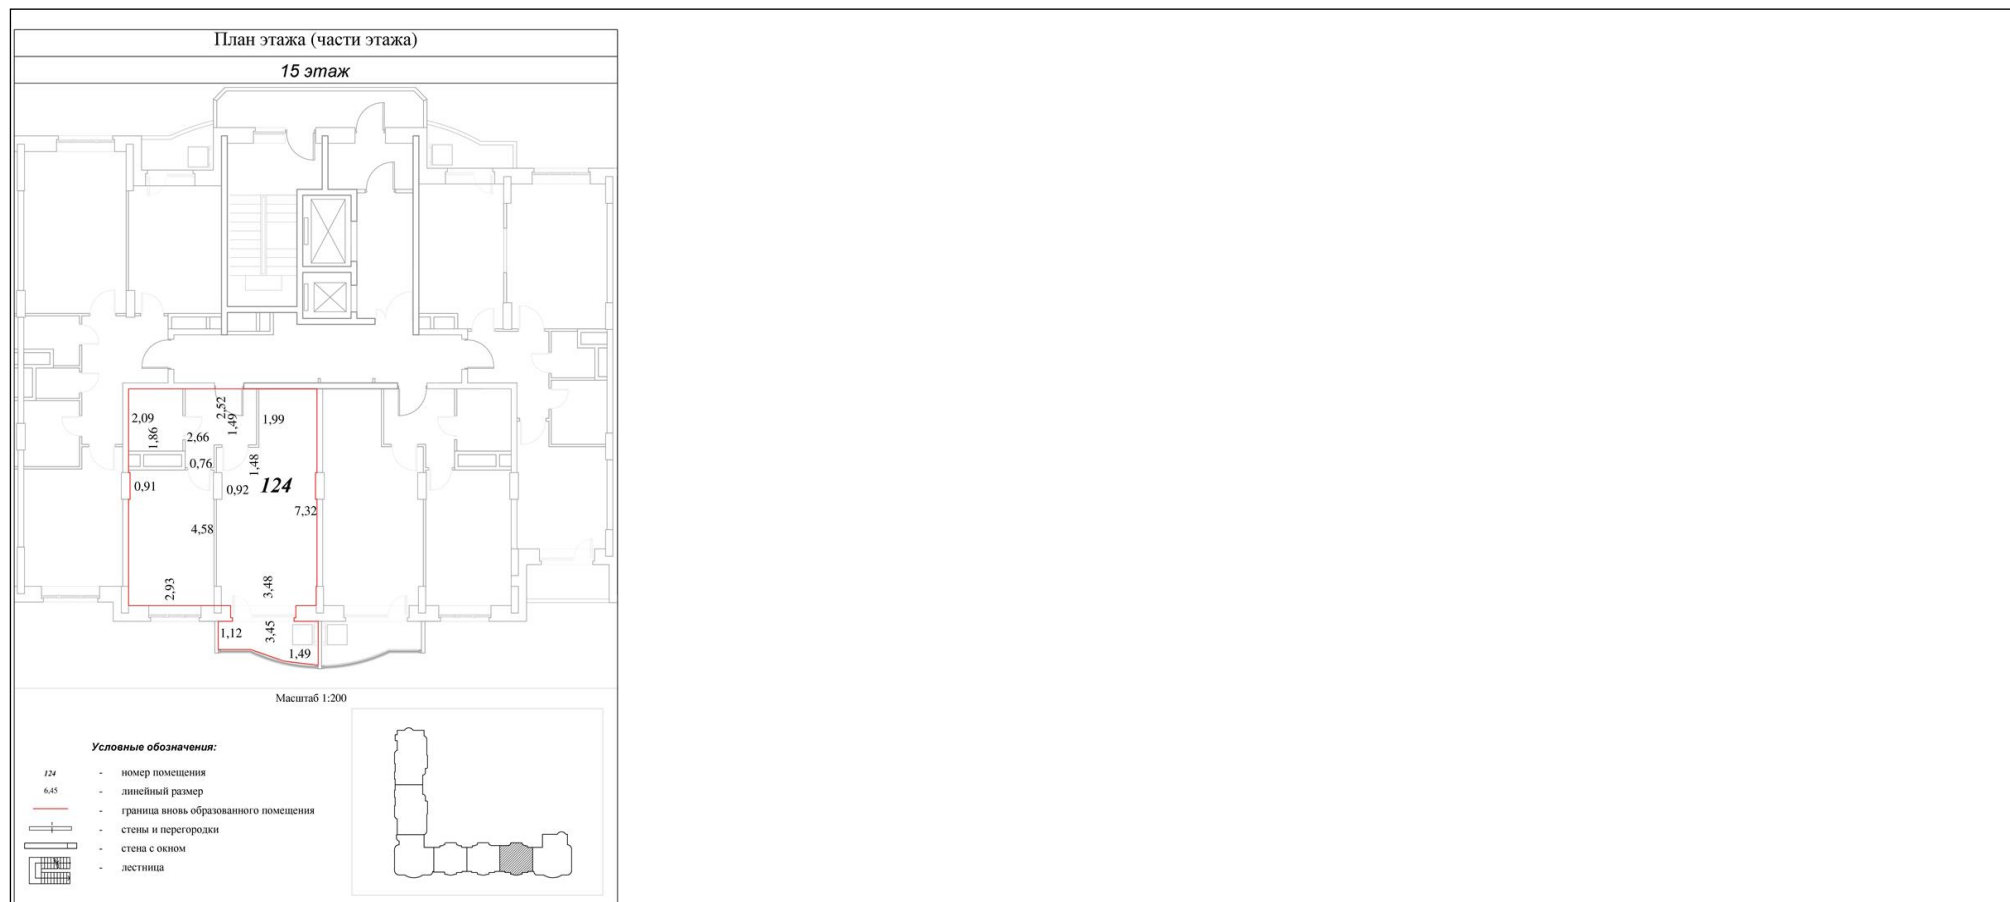 План этажа (части этажа)
15 этаж
2,52
2,09
1,49
1,99
1,86
2,66
0,76
1,48
0,91
0,92
124
7,32
4,58
2,93
3,48
1,12
3,45
1,49
Масштаб 1:200
Условные обозначения:
124 - номер помещения
6,45 - линейный размер
- граница вновь образованного помещения
- стены и перегородки
- стена с окном
- лестница